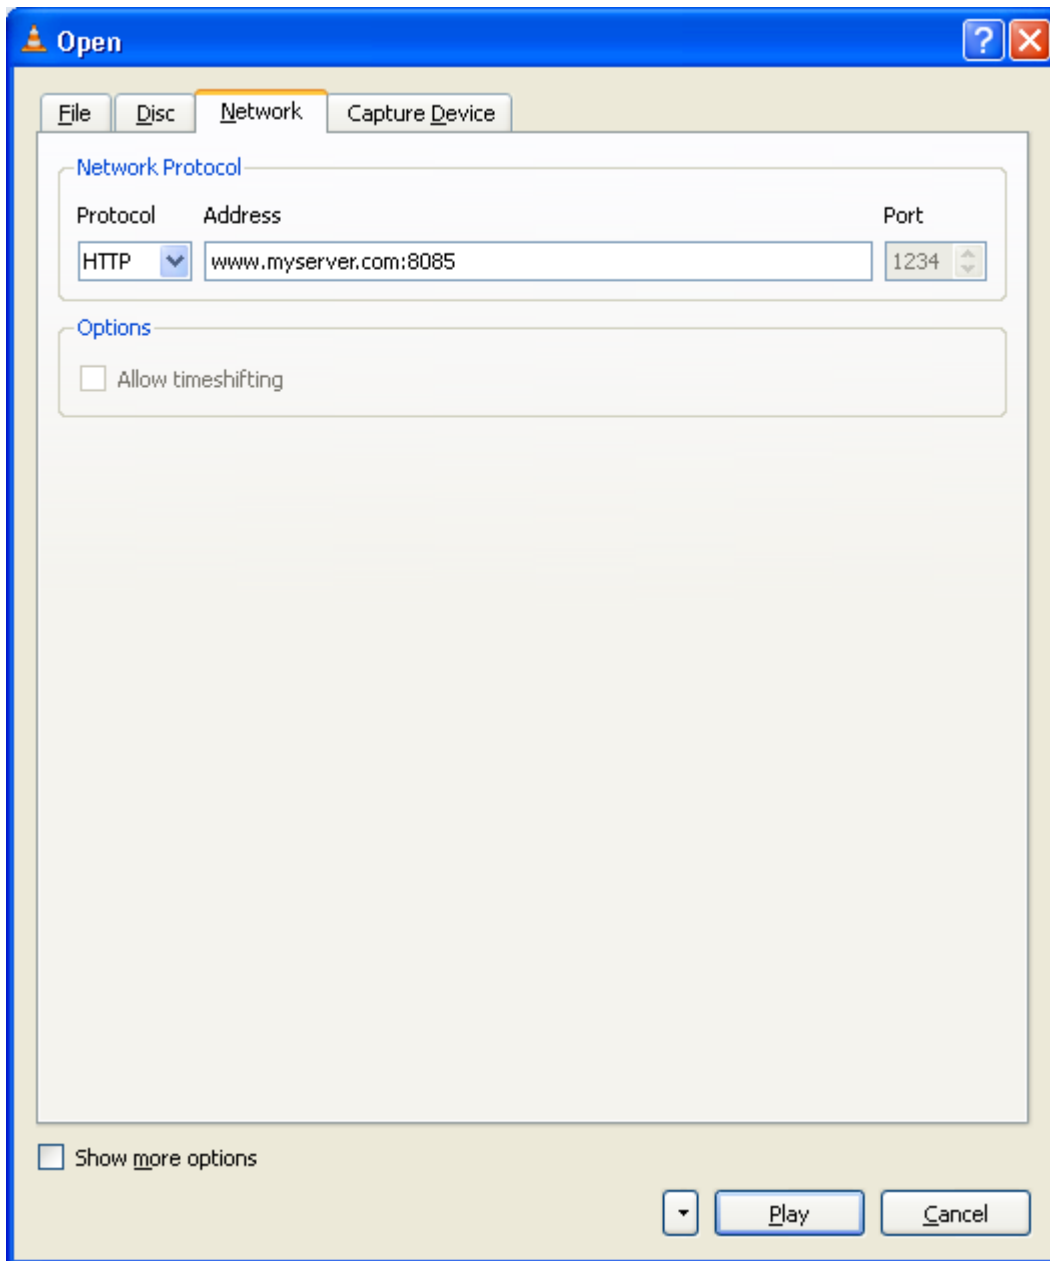 Open
File Disc Network Capture Device
Network Protocol
Protocol Address Port
HTTP www.myserver.com:8085 1234
Options
Allow timeshifting
Show more options
Play Cancel